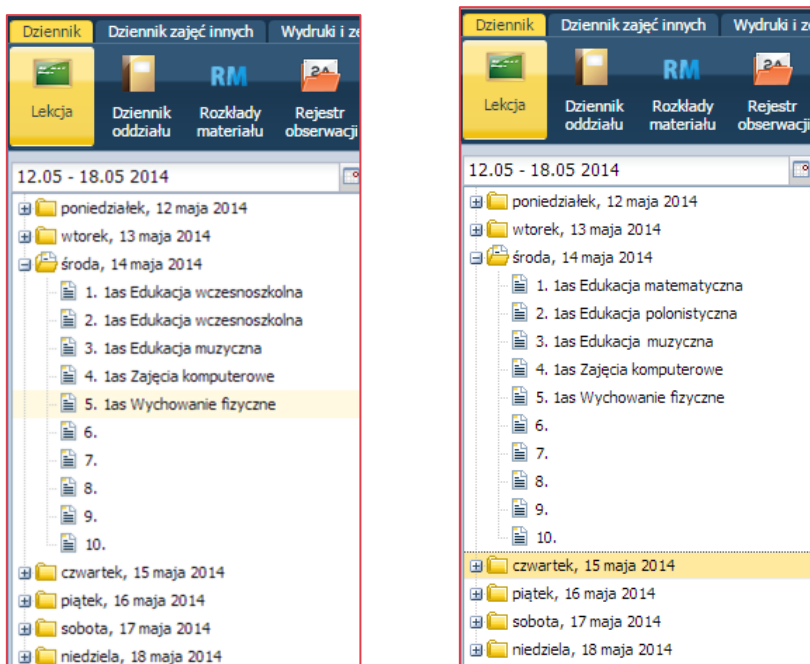 Dziennik Dziennik zajęć innych Wydruki i ze
Lekcja Dziennik oddziału RM Rozkłady materiału 2A Rejestr obserwacji
12.05 - 18.05 2014
poniedziałek, 12 maja 2014
wtorek, 13 maja 2014
środa, 14 maja 2014
1. 1as Edukacja wczesnoszkolna
2. 1as Edukacja wczesnoszkolna
3. 1as Edukacja muzyczna
4. 1as Zajęcia komputerowe
5. 1as Wychowanie fizyczne
6.
7.
8.
9.
10.
czwartek, 15 maja 2014
piątek, 16 maja 2014
sobota, 17 maja 2014
niedziela, 18 maja 2014
Dziennik Dziennik zajęć innych Wydruki i z
Lekcja Dziennik oddziału RM Rozkłady materiału 2A Rejestr obserwacji
12.05 - 18.05 2014
poniedziałek, 12 maja 2014
wtorek, 13 maja 2014
środa, 14 maja 2014
1. 1as Edukacja matematyczna
2. 1as Edukacja polonistyczna
3. 1as Edukacja muzyczna
4. 1as Zajęcia komputerowe
5. 1as Wychowanie fizyczne
6.
7.
8.
9.
10.
czwartek, 15 maja 2014
piątek, 16 maja 2014
sobota, 17 maja 2014
niedziela, 18 maja 2014